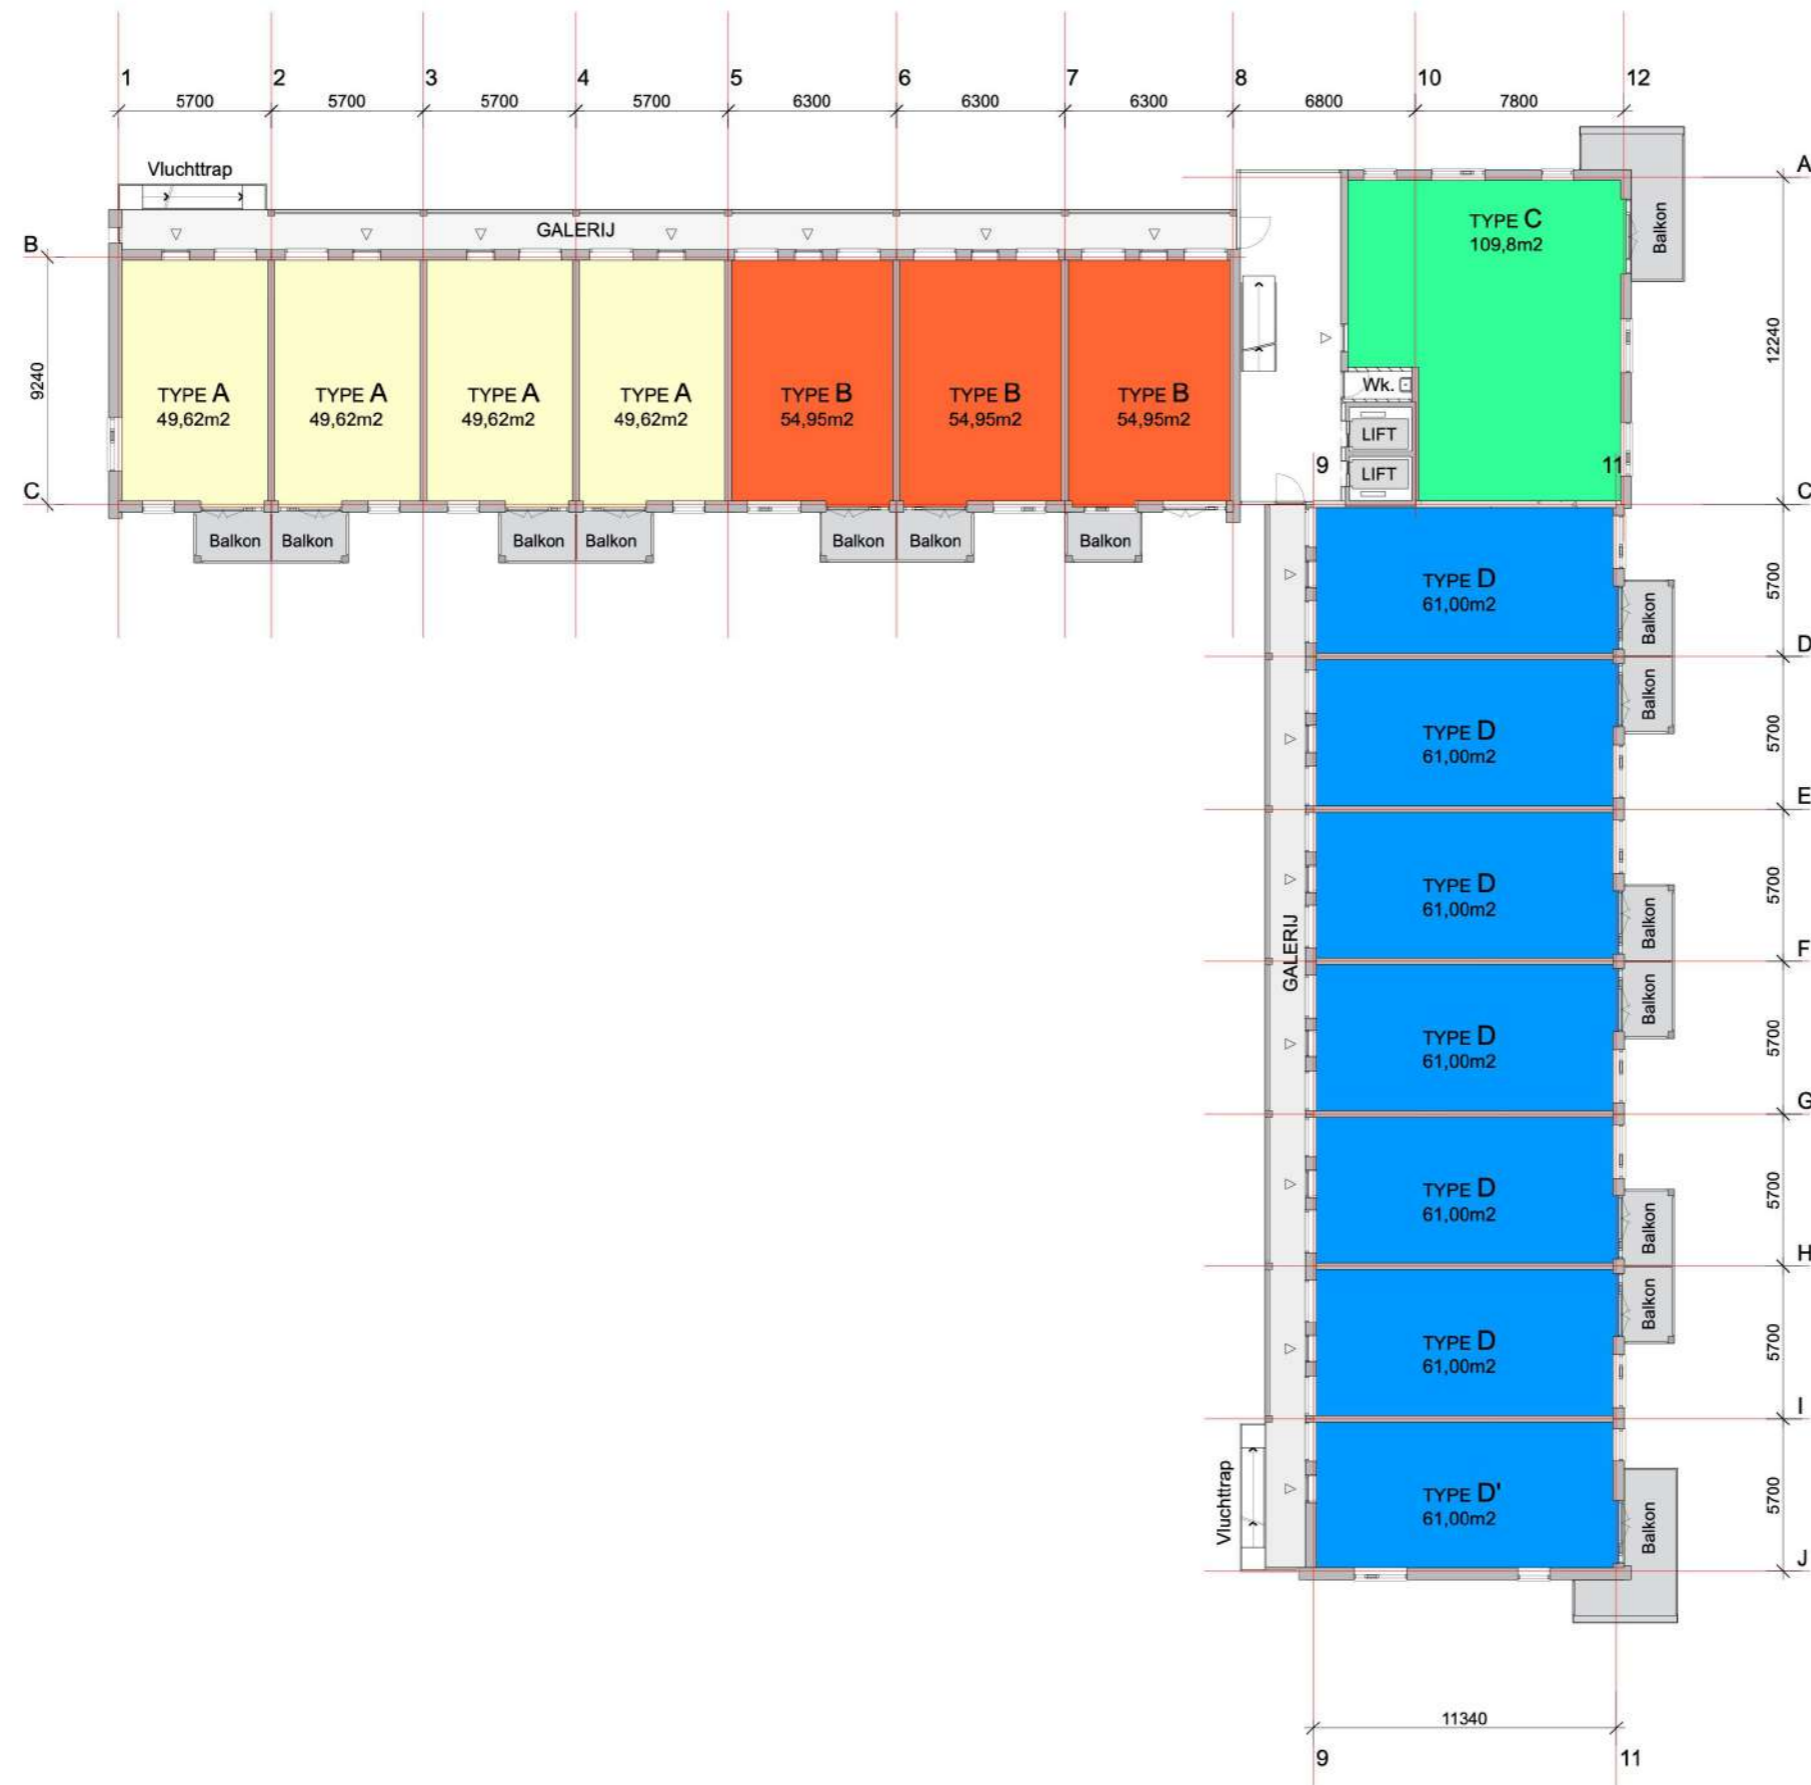 1 2 3 4 5 6 7 8 10 12
5700 5700 5700 5700 6300 6300 6300 6800 7800
Vluchttrap
A
GALERIJ
B
TYPE C
109,8m2
Balkon
9240
12240
TYPE A
49,62m2
TYPE A
49,62m2
TYPE A
49,62m2
TYPE A
49,62m2
TYPE B
54,95m2
TYPE B
54,95m2
TYPE B
54,95m2
Wk.
LIFT
LIFT
9 11
C C
Balkon Balkon Balkon Balkon Balkon Balkon Balkon
TYPE D
61,00m2
Balkon
5700
D
TYPE D
61,00m2
Balkon
5700
E
TYPE D
61,00m2
Balkon
5700
F
GALERIJ
TYPE D
61,00m2
Balkon
5700
G
TYPE D
61,00m2
Balkon
5700
H
TYPE D
61,00m2
Balkon
5700
I
Vluchttrap
TYPE D'
61,00m2
Balkon
5700
J
11340
9 11